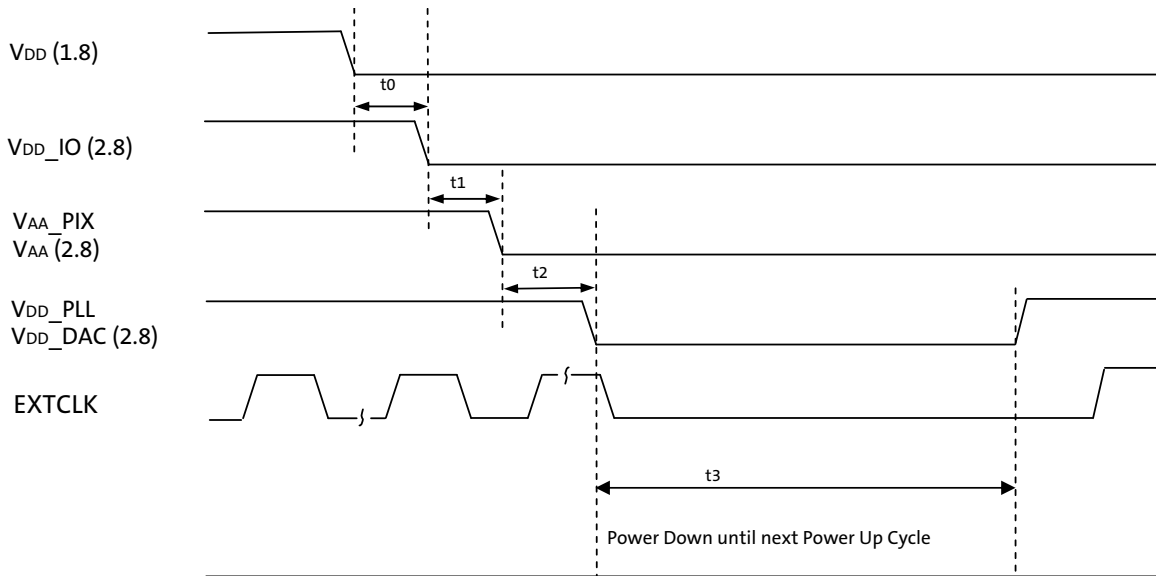 VDD (1.8)
t0
VDD_IO (2.8)
t1
VAA_PIX
VAA (2.8)
t2
VDD_PLL
VDD_DAC (2.8)
EXTCLK
t3
Power Down until next Power Up Cycle